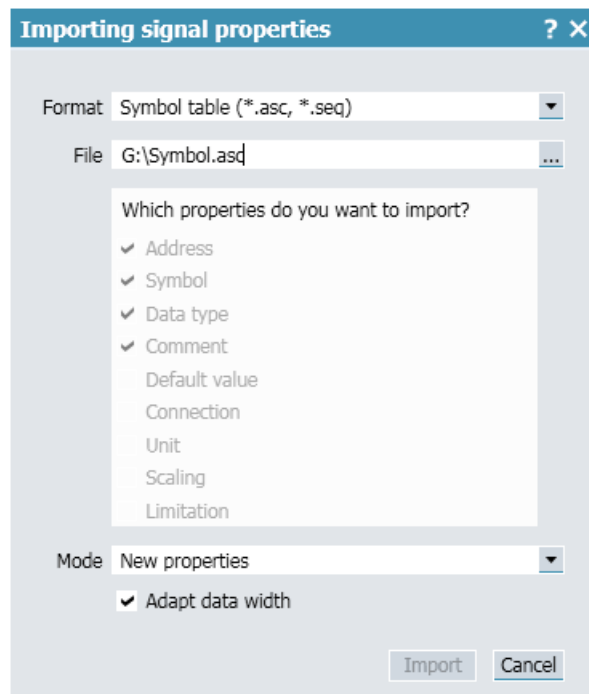 Importing signal properties ? ×
Format Symbol table (*.asc, *.seq)
File G:\Symbol.asc ...
Which properties do you want to import?
Address
Symbol
Data type
Comment
Default value
Connection
Unit
Scaling
Limitation
Mode New properties
Adapt data width
Import Cancel